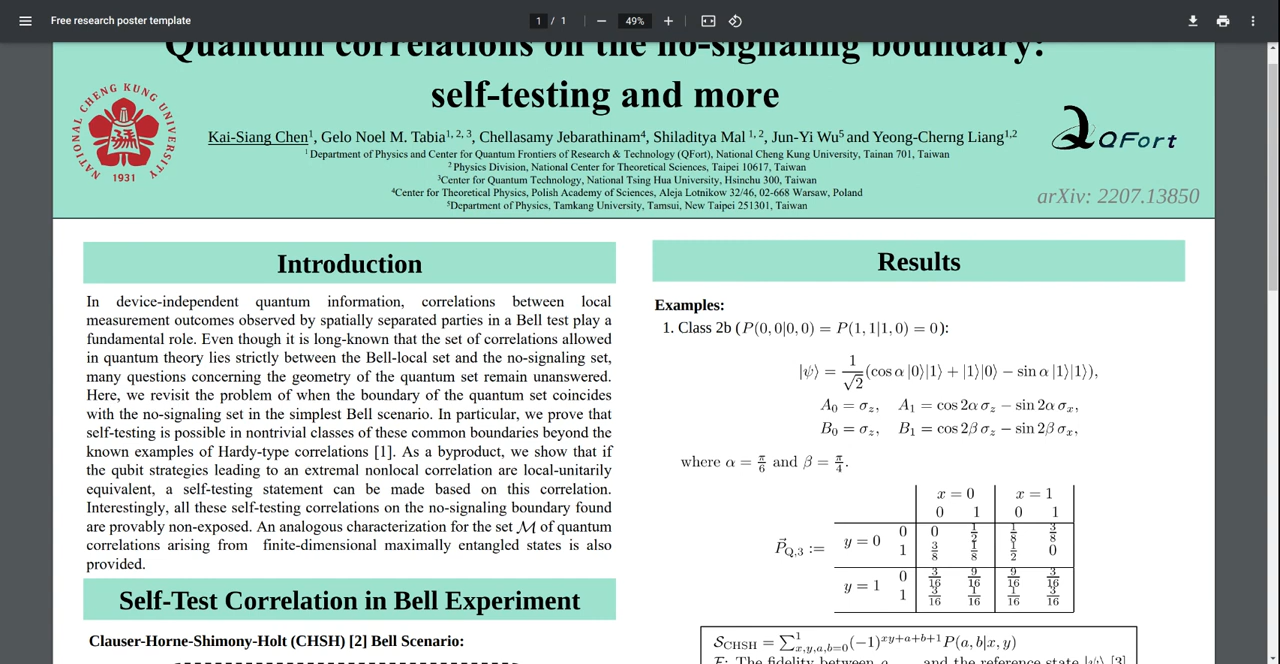 Free research poster template
1 / 1
49%
Quantum correlations on the no-signaling boundary:
self-testing and more
NATIONAL CHENG KUNG UNIVERSITY
1931
Kai-Siang Chen¹, Gelo Noel M. Tabia¹, ², ³, Chellasamy Jebarathinam⁴, Shiladitya Mal ¹, ², Jun-Yi Wu⁵ and Yeong-Cherng Liang¹,²
¹ Department of Physics and Center for Quantum Frontiers of Research & Technology (QFort), National Cheng Kung University, Tainan 701, Taiwan
² Physics Division, National Center for Theoretical Sciences, Taipei 10617, Taiwan
³Center for Quantum Technology, National Tsing Hua University, Hsinchu 300, Taiwan
⁴Center for Theoretical Physics, Polish Academy of Sciences, Aleja Lotnikow 32/46, 02-668 Warsaw, Poland
⁵Department of Physics, Tamkang University, Tamsui, New Taipei 251301, Taiwan
QFort
arXiv: 2207.13850
Introduction
In device-independent quantum information, correlations between local
measurement outcomes observed by spatially separated parties in a Bell test play a
fundamental role. Even though it is long-known that the set of correlations allowed
in quantum theory lies strictly between the Bell-local set and the no-signaling set,
many questions concerning the geometry of the quantum set remain unanswered.
Here, we revisit the problem of when the boundary of the quantum set coincides
with the no-signaling set in the simplest Bell scenario. In particular, we prove that
self-testing is possible in nontrivial classes of these common boundaries beyond the
known examples of Hardy-type correlations [1]. As a byproduct, we show that if
the qubit strategies leading to an extremal nonlocal correlation are local-unitarily
equivalent, a self-testing statement can be made based on this correlation.
Interestingly, all these self-testing correlations on the no-signaling boundary found
are provably non-exposed. An analogous characterization for the set ℳ of quantum
correlations arising from finite-dimensional maximally entangled states is also
provided.
Self-Test Correlation in Bell Experiment
Clauser-Horne-Shimony-Holt (CHSH) [2] Bell Scenario:
Results
Examples:
1. Class 2b (P(0,0|0,0) = P(1,1|1,0) = 0):
|ψ⟩ = 1/√2 (cos α |0⟩|1⟩ + |1⟩|0⟩ − sin α |1⟩|1⟩),
A₀ = σz, A₁ = cos 2α σz − sin 2α σx,
B₀ = σz, B₁ = cos 2β σz − sin 2β σx,
where α = π/6 and β = π/4.
x = 0 x = 1
0 1 0 1
P⃗Q,3 :=
y = 0 0 0 1/2 1/8 3/8
1 3/8 1/8 1/2 0
y = 1 0 3/16 9/16 9/16 3/16
1 3/16 1/16 1/16 3/16
𝒮CHSH = ∑¹x,y,a,b=0 (−1)^xy+a+b+1 P(a,b|x,y)
F: The fidelity between ρ and the reference state |ψ⟩ [3]